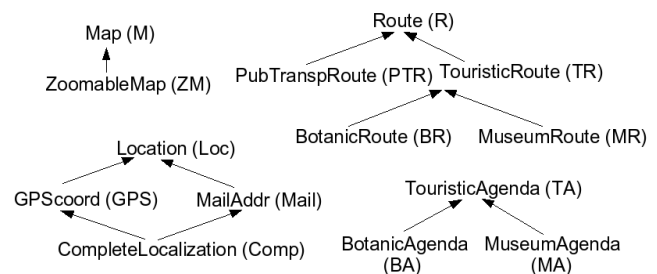 Route (R)
Map (M)
PubTranspRoute (PTR) TouristicRoute (TR)
ZoomableMap (ZM)
BotanicRoute (BR) MuseumRoute (MR)
Location (Loc)
GPScoord (GPS) MailAddr (Mail)
TouristicAgenda (TA)
CompleteLocalization (Comp)
BotanicAgenda MuseumAgenda
(BA) (MA)